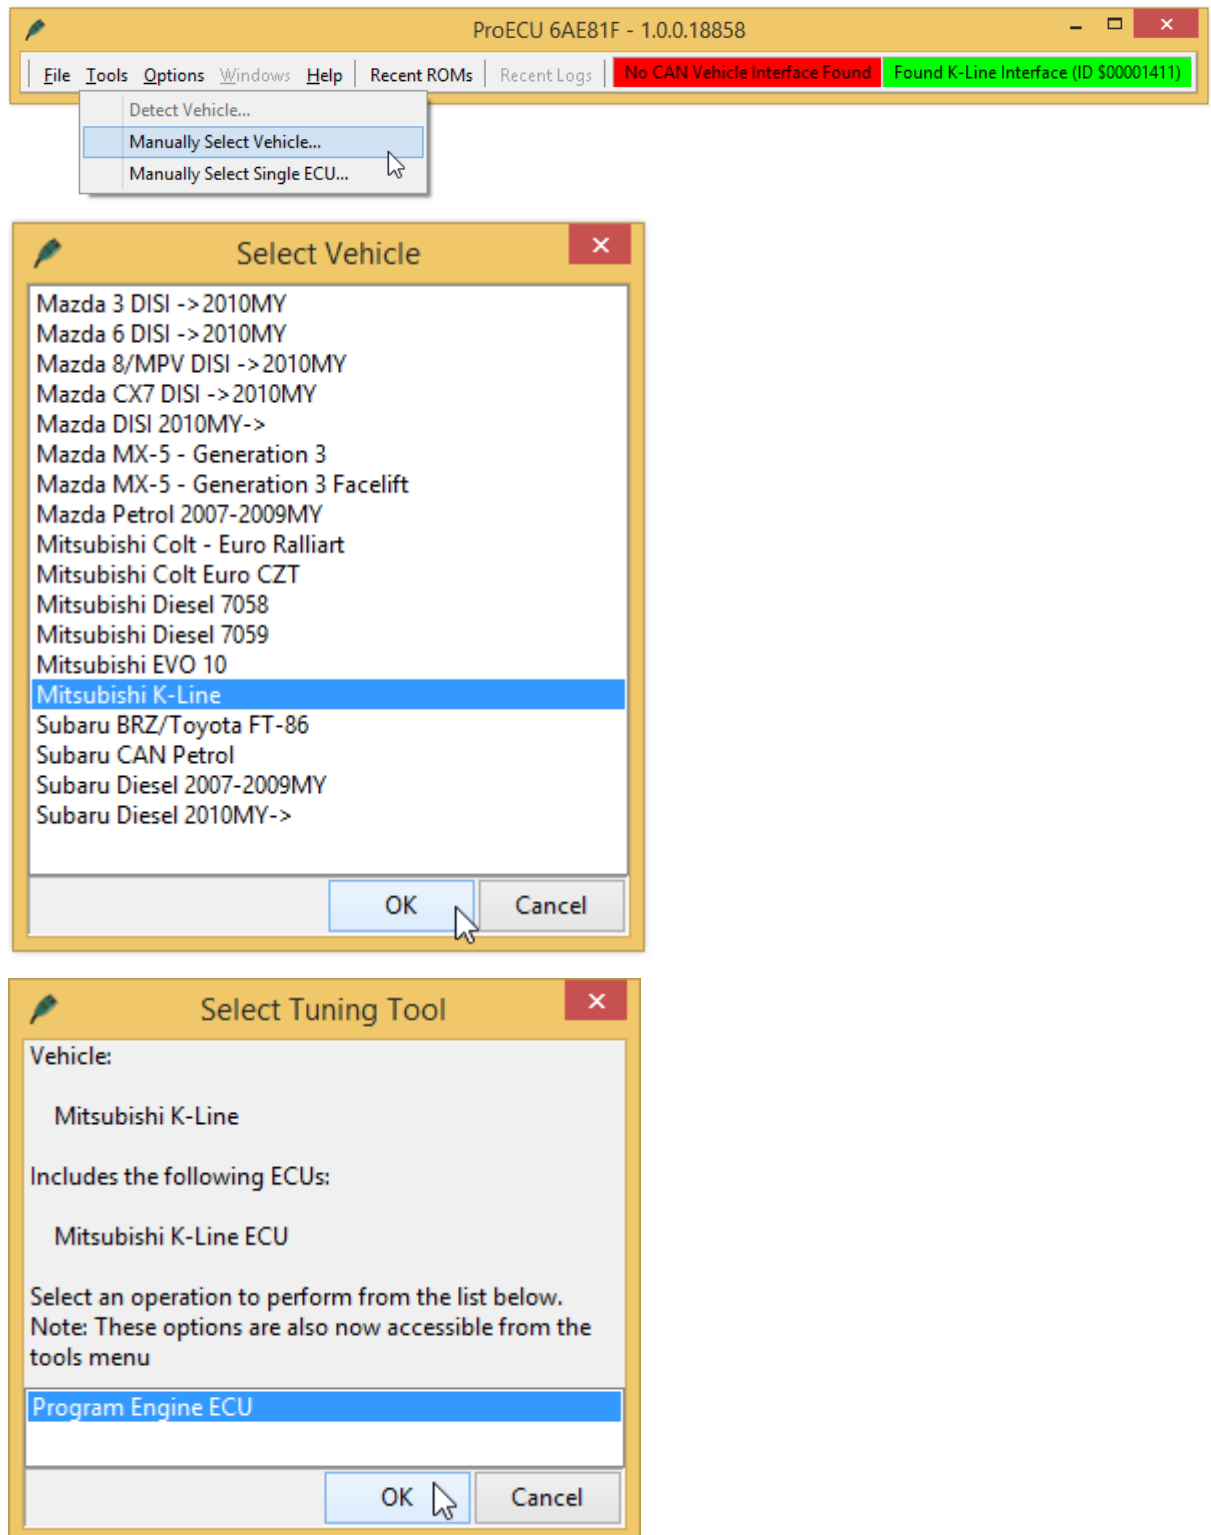 ProECU 6AE81F - 1.0.0.18858
File Tools Options Windows Help Recent ROMs Recent Logs No CAN Vehicle Interface Found Found K-Line Interface (ID $00001411)
Detect Vehicle...
Manually Select Vehicle...
Manually Select Single ECU...
Select Vehicle
Mazda 3 DISI ->2010MY
Mazda 6 DISI ->2010MY
Mazda 8/MPV DISI ->2010MY
Mazda CX7 DISI ->2010MY
Mazda DISI 2010MY->
Mazda MX-5 - Generation 3
Mazda MX-5 - Generation 3 Facelift
Mazda Petrol 2007-2009MY
Mitsubishi Colt - Euro Ralliart
Mitsubishi Colt Euro CZT
Mitsubishi Diesel 7058
Mitsubishi Diesel 7059
Mitsubishi EVO 10
Mitsubishi K-Line
Subaru BRZ/Toyota FT-86
Subaru CAN Petrol
Subaru Diesel 2007-2009MY
Subaru Diesel 2010MY->
OK Cancel
Select Tuning Tool
Vehicle:
Mitsubishi K-Line
Includes the following ECUs:
Mitsubishi K-Line ECU
Select an operation to perform from the list below.
Note: These options are also now accessible from the
tools menu
Program Engine ECU
OK Cancel